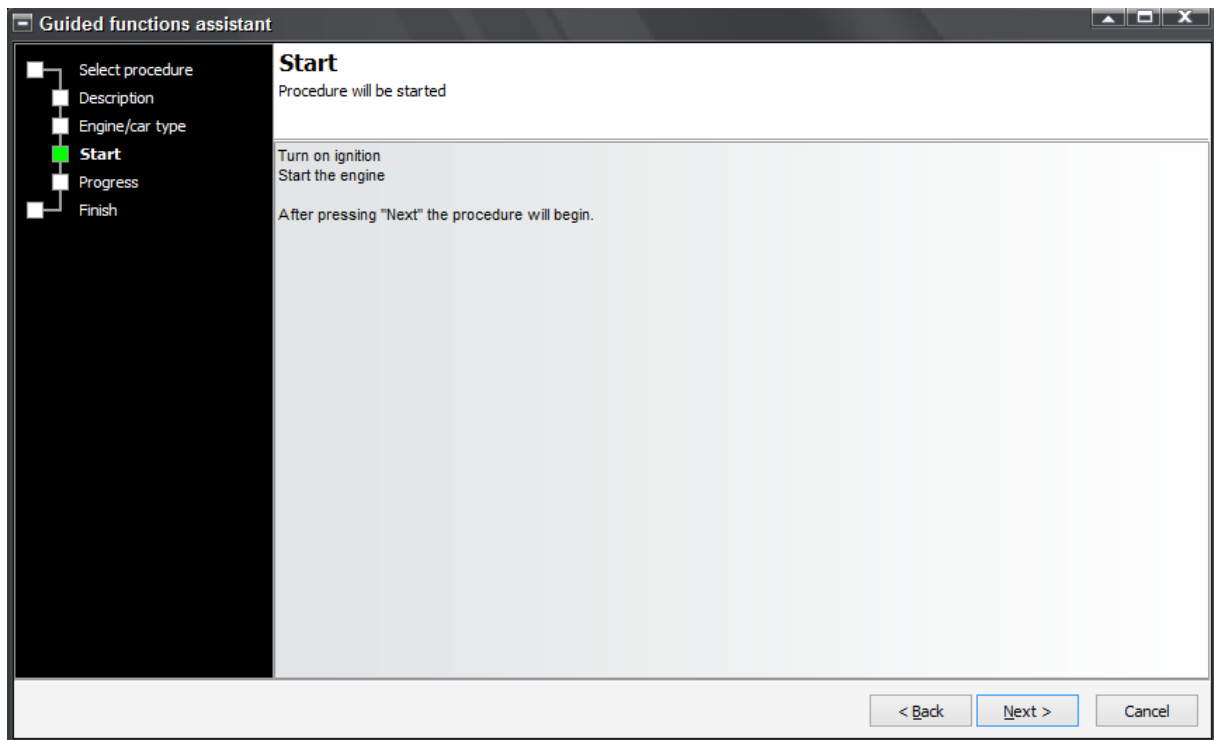 Guided functions assistant
Select procedure
Description
Engine/car type
Start
Progress
Finish
Start
Procedure will be started
Turn on ignition
Start the engine
After pressing "Next" the procedure will begin.
< Back
Next >
Cancel